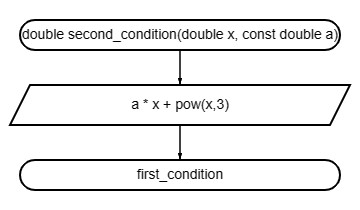 double second_condition(double x, const double a)
a * x + pow(x,3)
first_condition